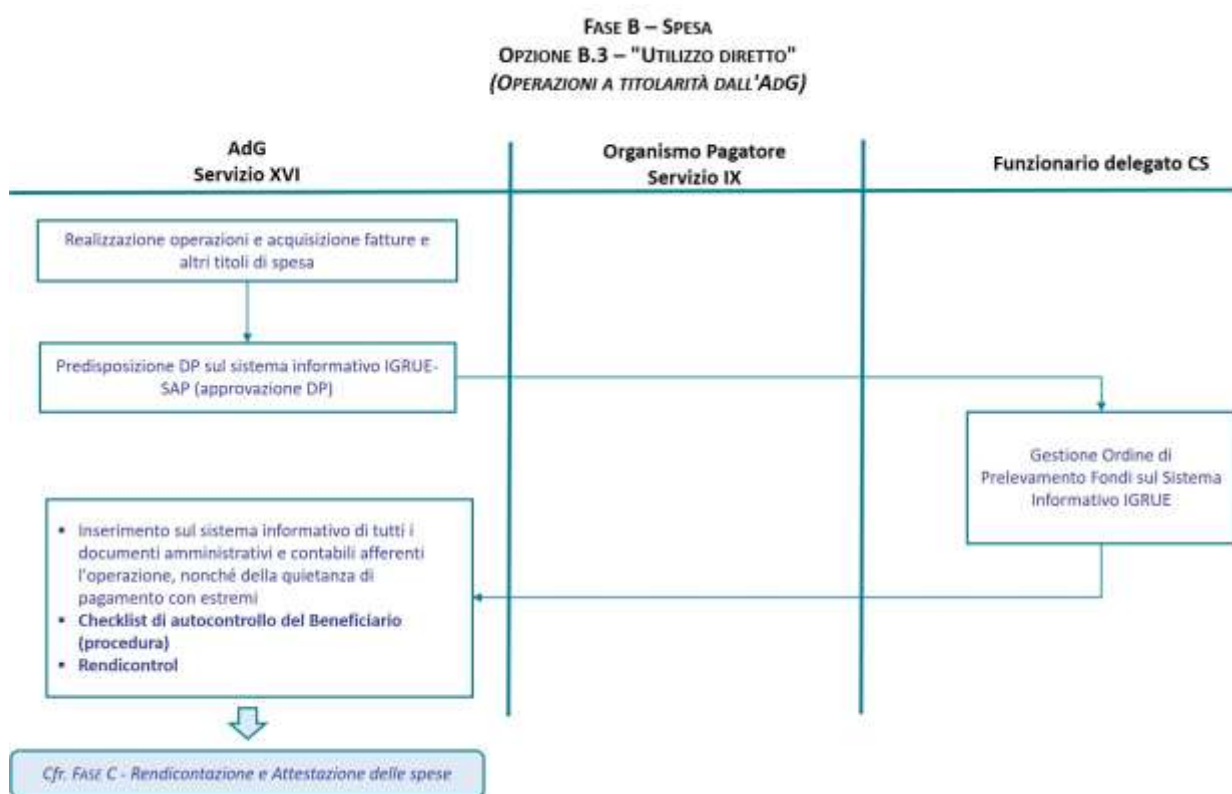 FASE B – SPESA
OPZIONE B.3 – "UTILIZZO DIRETTO"
(OPERAZIONI A TITOLARITÀ DALL'ADG)
AdG
Servizio XVI
Organismo Pagatore
Servizio IX
Funzionario delegato CS
Realizzazione operazioni e acquisizione fatture e
altri titoli di spesa
Predisposizione DP sul sistema informativo IGRUE-
SAP (approvazione DP)
Gestione Ordine di
Prelevamento Fondi sul Sistema
Informativo IGRUE
▪ Inserimento sul sistema informativo di tutti i
documenti amministrativi e contabili afferenti
l'operazione, nonché della quietanza di
pagamento con estremi
▪ Checklist di autocontrollo del Beneficiario
(procedura)
▪ Rendicontrol
Cfr. FASE C - Rendicontazione e Attestazione delle spese